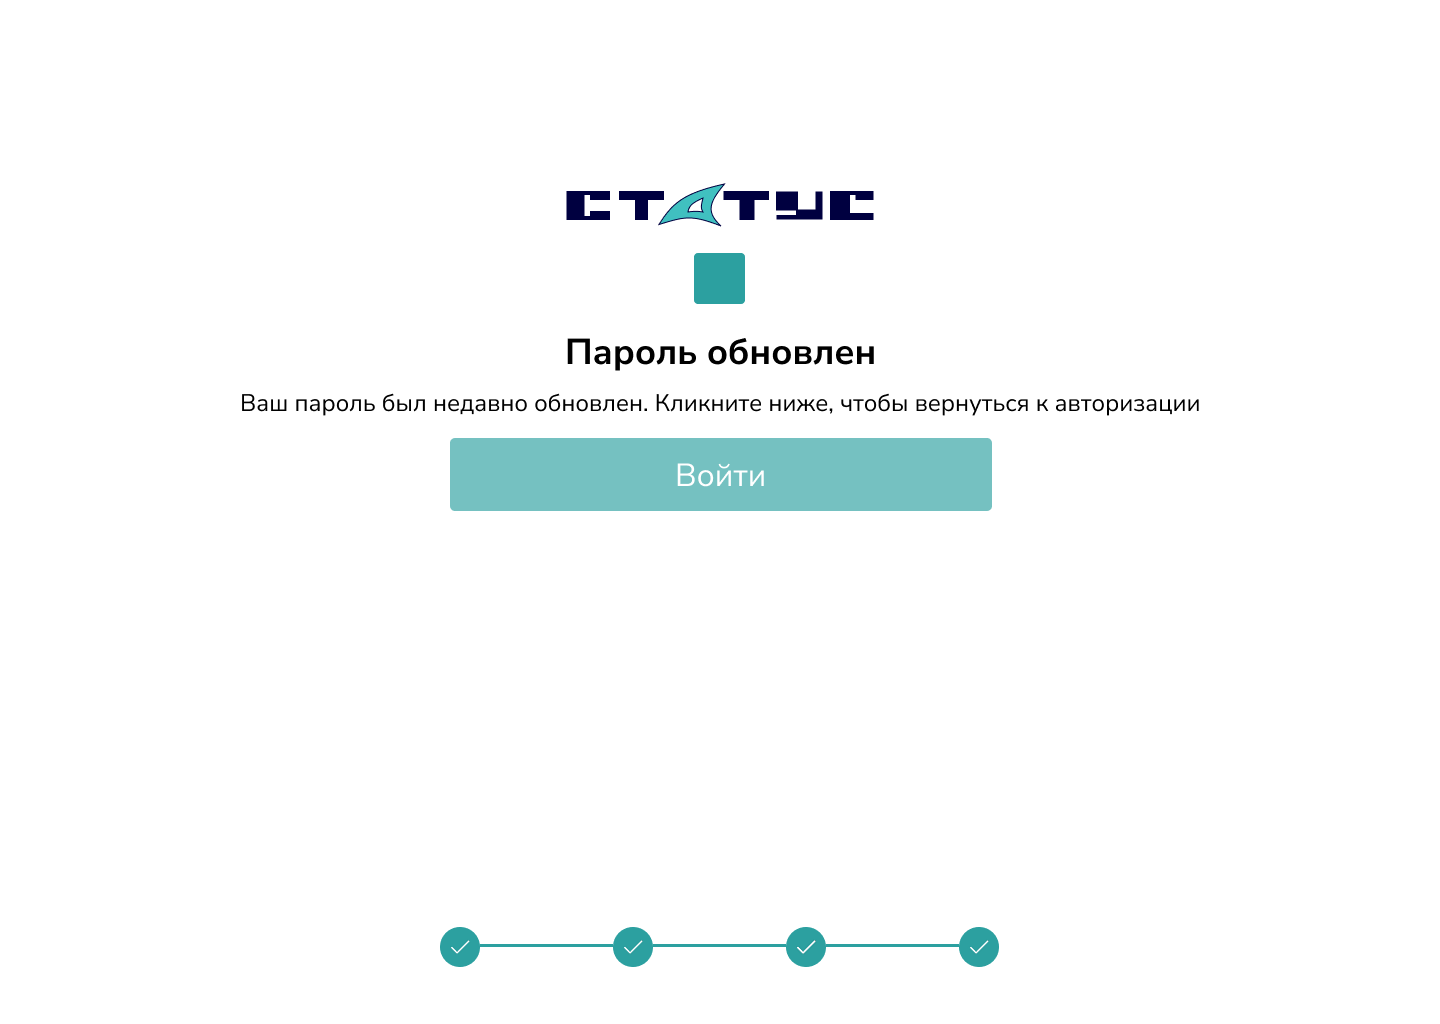 СТАТУС
Пароль обновлен
Ваш пароль был недавно обновлен. Кликните ниже, чтобы вернуться к авторизации
Войти